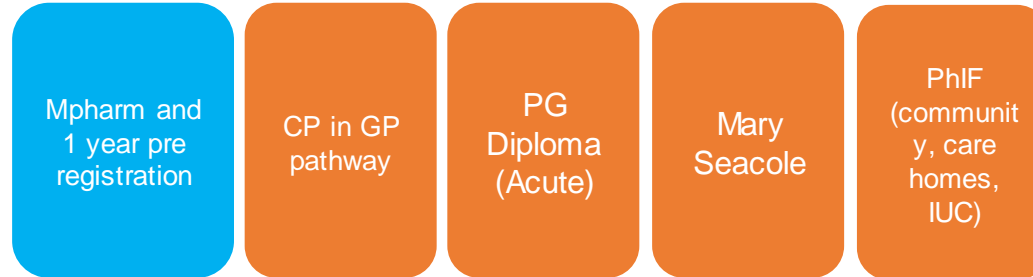 Mpharm and
1 year pre
registration
CP in GP
pathway
PG
Diploma
(Acute)
Mary
Seacole
PhIF
(communit
y, care
homes,
IUC)